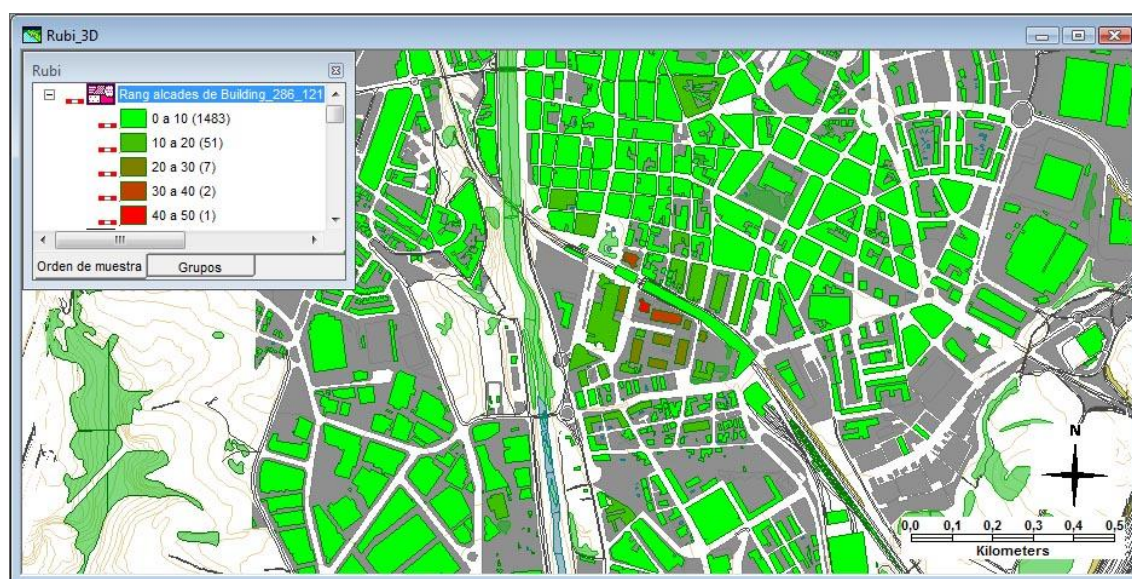 Rubi_3D
Rubi
Rang alcades de Building_286_121
0 a 10 (1483)
10 a 20 (51)
20 a 30 (7)
30 a 40 (2)
40 a 50 (1)
Orden de muestra
Grupos
N
0,0 0,1 0,2 0,3 0,4 0,5
Kilometers